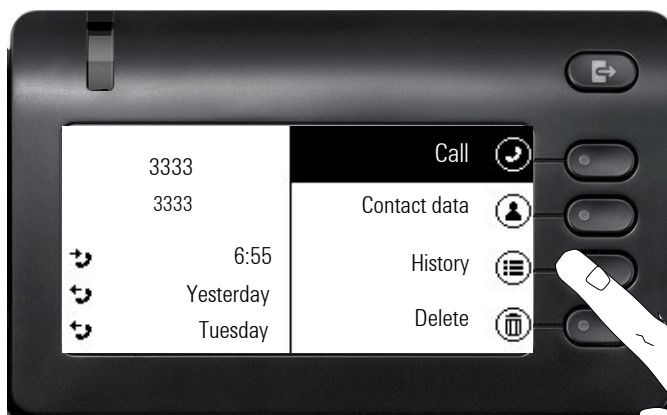 3333
3333
6:55
Yesterday
Tuesday
Call
Contact data
History
Delete